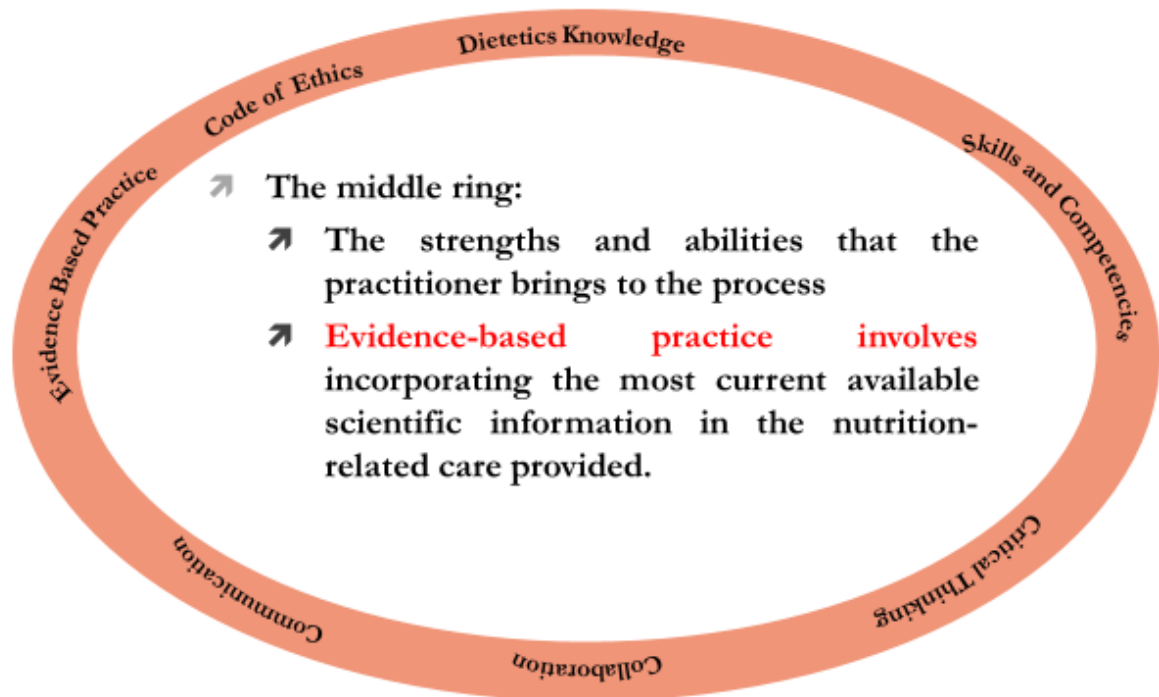 Dietetics Knowledge
Code of Ethics
Skills and Competencies
Evidence Based Practice
The middle ring:
The strengths and abilities that the
practitioner brings to the process
Evidence-based practice involves
incorporating the most current available
scientific information in the nutrition-
related care provided.
Critical Thinking
Communication
Collaboration